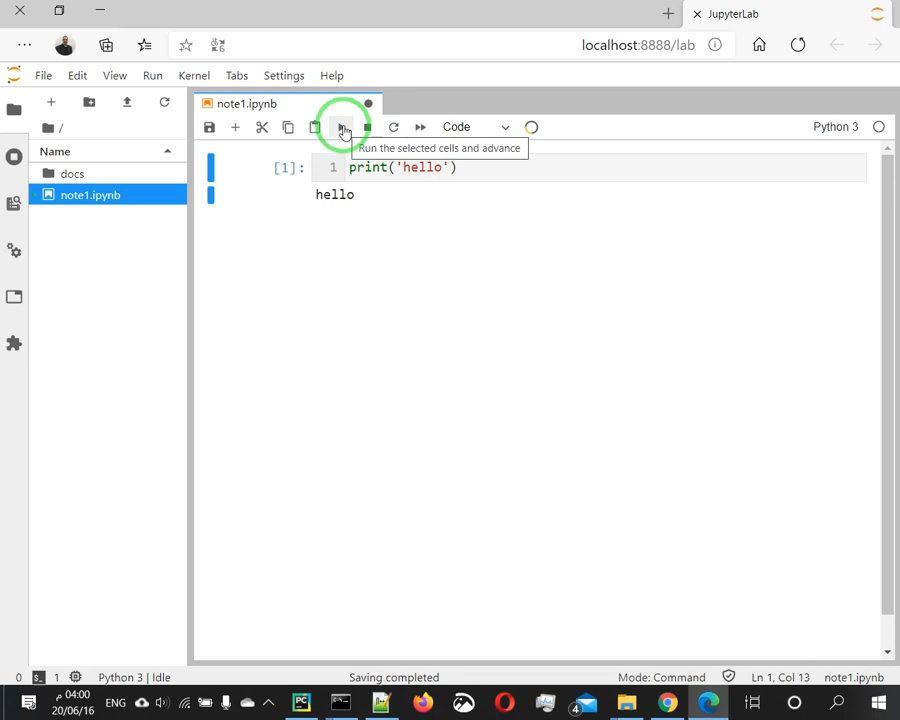 JupyterLab
localhost:8888/lab
File Edit View Run Kernel Tabs Settings Help
note1.ipynb
/
Code
Python 3
Run the selected cells and advance
Name
docs
note1.ipynb
[1]: 1 print('hello')
hello
0 $_ 1 Python 3 | Idle Saving completed Mode: Command Ln 1, Col 13 note1.ipynb
04:00 م
20/06/16
ENG
PC
4